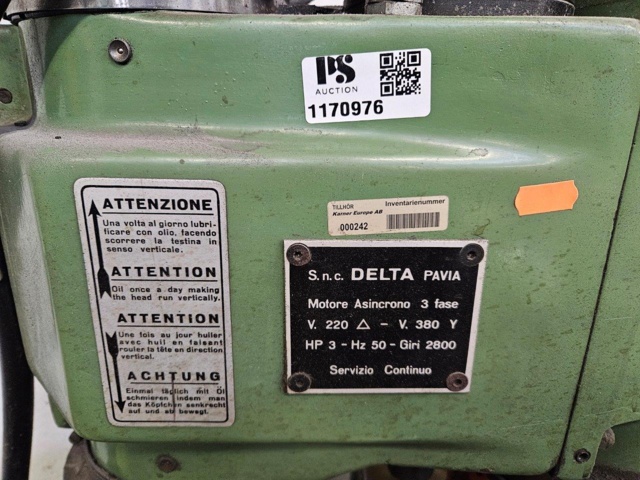 PS
AUCTION
1170976
TILLHÖR Inventarienummer
Karner Europe AB
000242
ATTENZIONE
Una volta al giorno lubri-
ficare con olio, facendo
scorrere la testina in
senso verticale.
ATTENTION
Oil once a day making
the head run vertically.
ATTENTION
Une fois au jour huiler
avec huil en faisant
rouler la tête en direction
vertical.
ACHTUNG
Einmal täglich mit Öl
schmieren indem man
das Köpfchen senkrecht
auf und ab bewegt.
S.n.c. DELTA PAVIA
Motore Asincrono 3 fase
V. 220 △ - V. 380 Y
HP 3 - Hz 50 - Giri 2800
Servizio Continuo